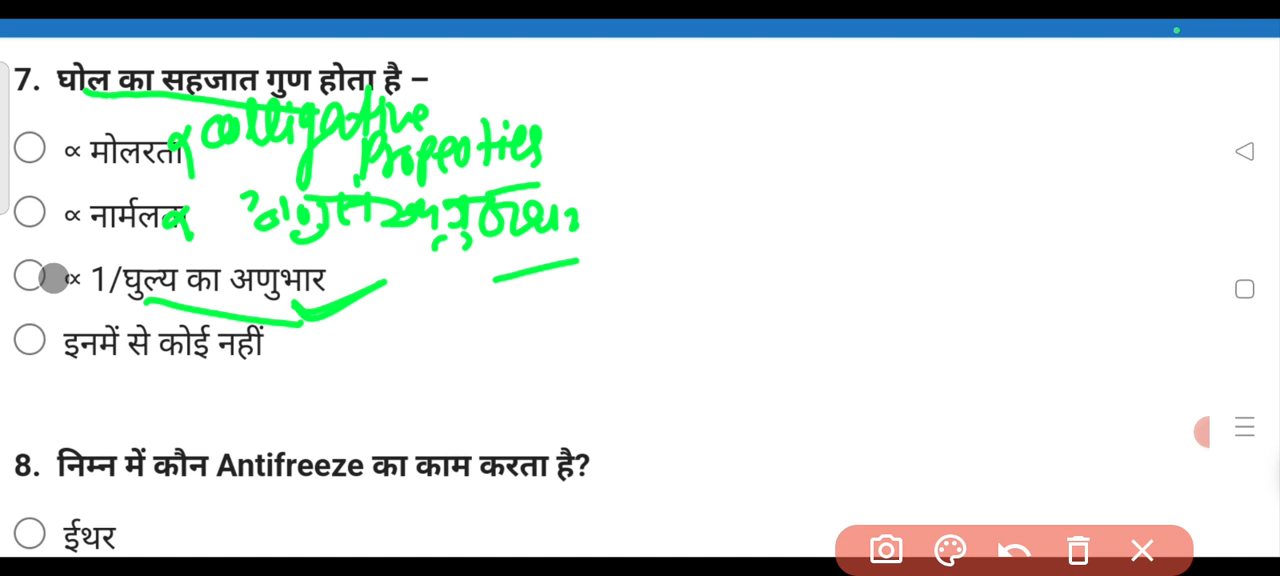 7. घोल का सहजात गुण होता है –
colligative
∝ मोलरता ∝
properties
∝ नार्मलता ∝
∝ 1/घुल्य का अणुभार
इनमें से कोई नहीं
8. निम्न में कौन Antifreeze का काम करता है?
ईथर